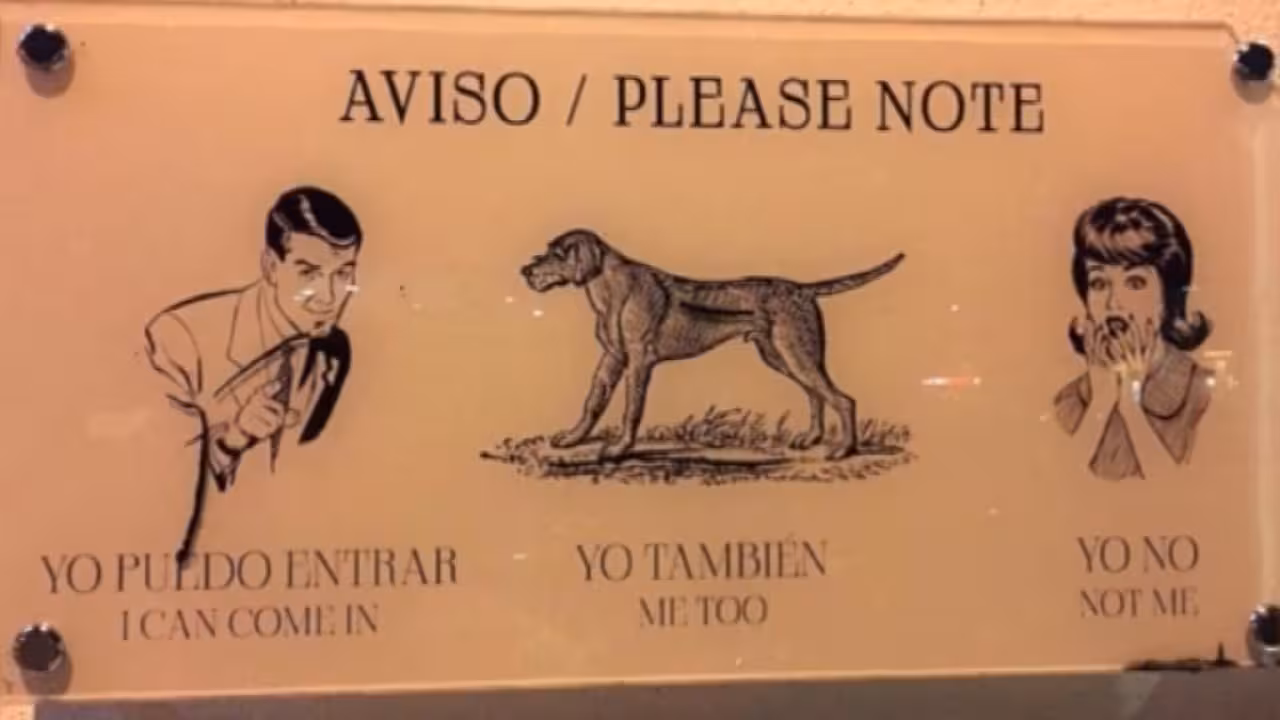 AVISO / PLEASE NOTE
YO PUEDO ENTRAR
I CAN COME IN
YO TAMBIÉN
ME TOO
YO NO
NOT ME